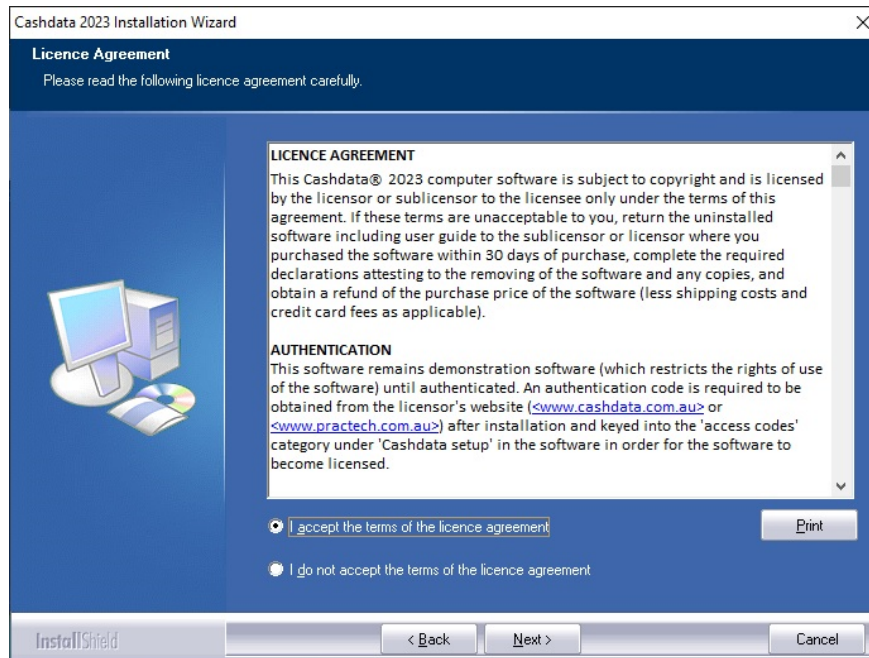 Cashdata 2023 Installation Wizard
Licence Agreement
Please read the following licence agreement carefully.
LICENCE AGREEMENT
This Cashdata® 2023 computer software is subject to copyright and is licensed
by the licensor or sublicensor to the licensee only under the terms of this
agreement. If these terms are unacceptable to you, return the uninstalled
software including user guide to the sublicensor or licensor where you
purchased the software within 30 days of purchase, complete the required
declarations attesting to the removing of the software and any copies, and
obtain a refund of the purchase price of the software (less shipping costs and
credit card fees as applicable).
AUTHENTICATION
This software remains demonstration software (which restricts the rights of use
of the software) until authenticated. An authentication code is required to be
obtained from the licensor's website (<www.cashdata.com.au> or
<www.practech.com.au>) after installation and keyed into the 'access codes'
category under 'Cashdata setup' in the software in order for the software to
become licensed.
I accept the terms of the licence agreement
Print
I do not accept the terms of the licence agreement
InstallShield
< Back
Next >
Cancel